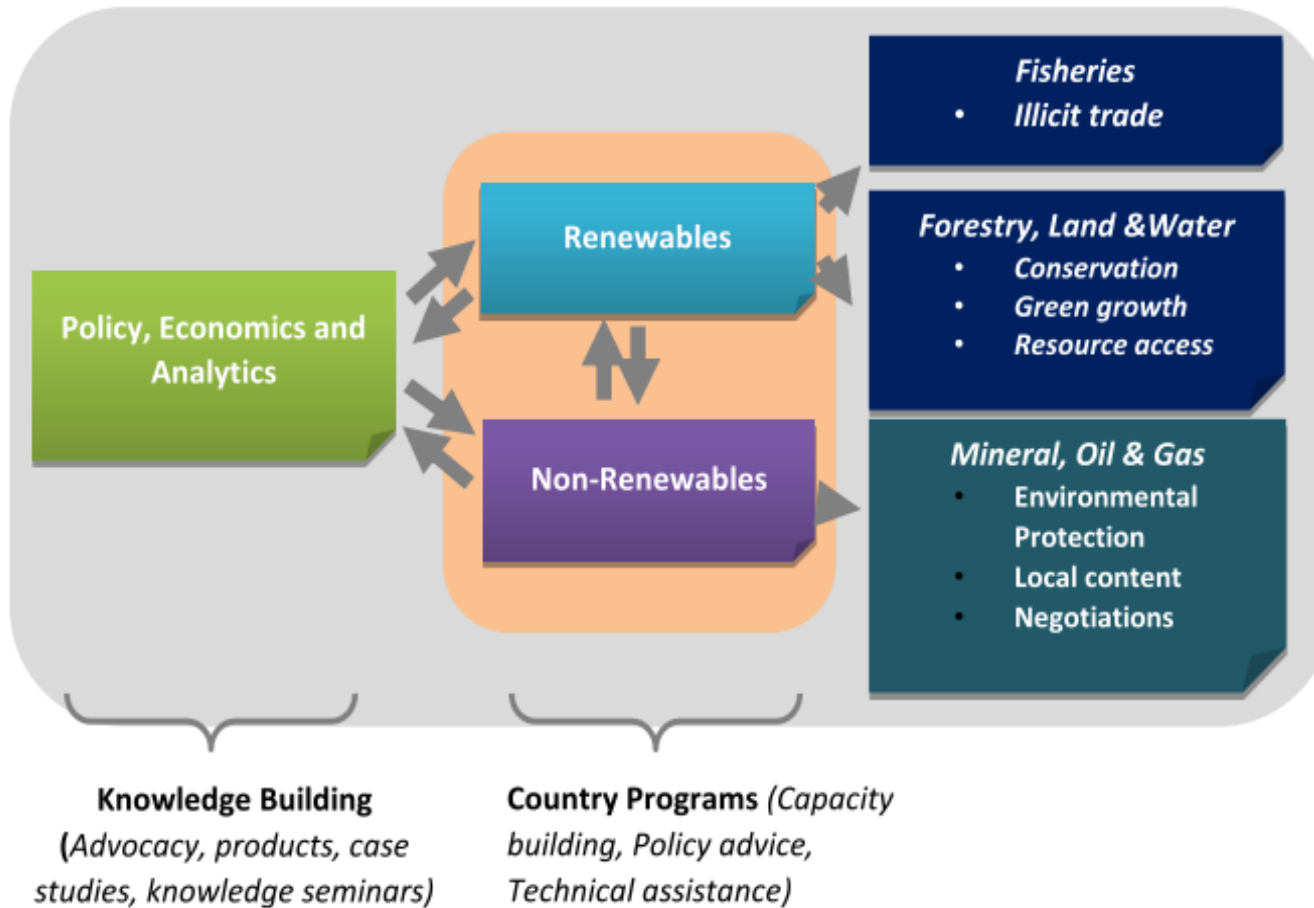 Policy, Economics and
Analytics
Renewables
Non-Renewables
Fisheries
• Illicit trade
Forestry, Land &Water
• Conservation
• Green growth
• Resource access
Mineral, Oil & Gas
• Environmental
Protection
• Local content
• Negotiations
Knowledge Building
(Advocacy, products, case
studies, knowledge seminars)
Country Programs (Capacity
building, Policy advice,
Technical assistance)